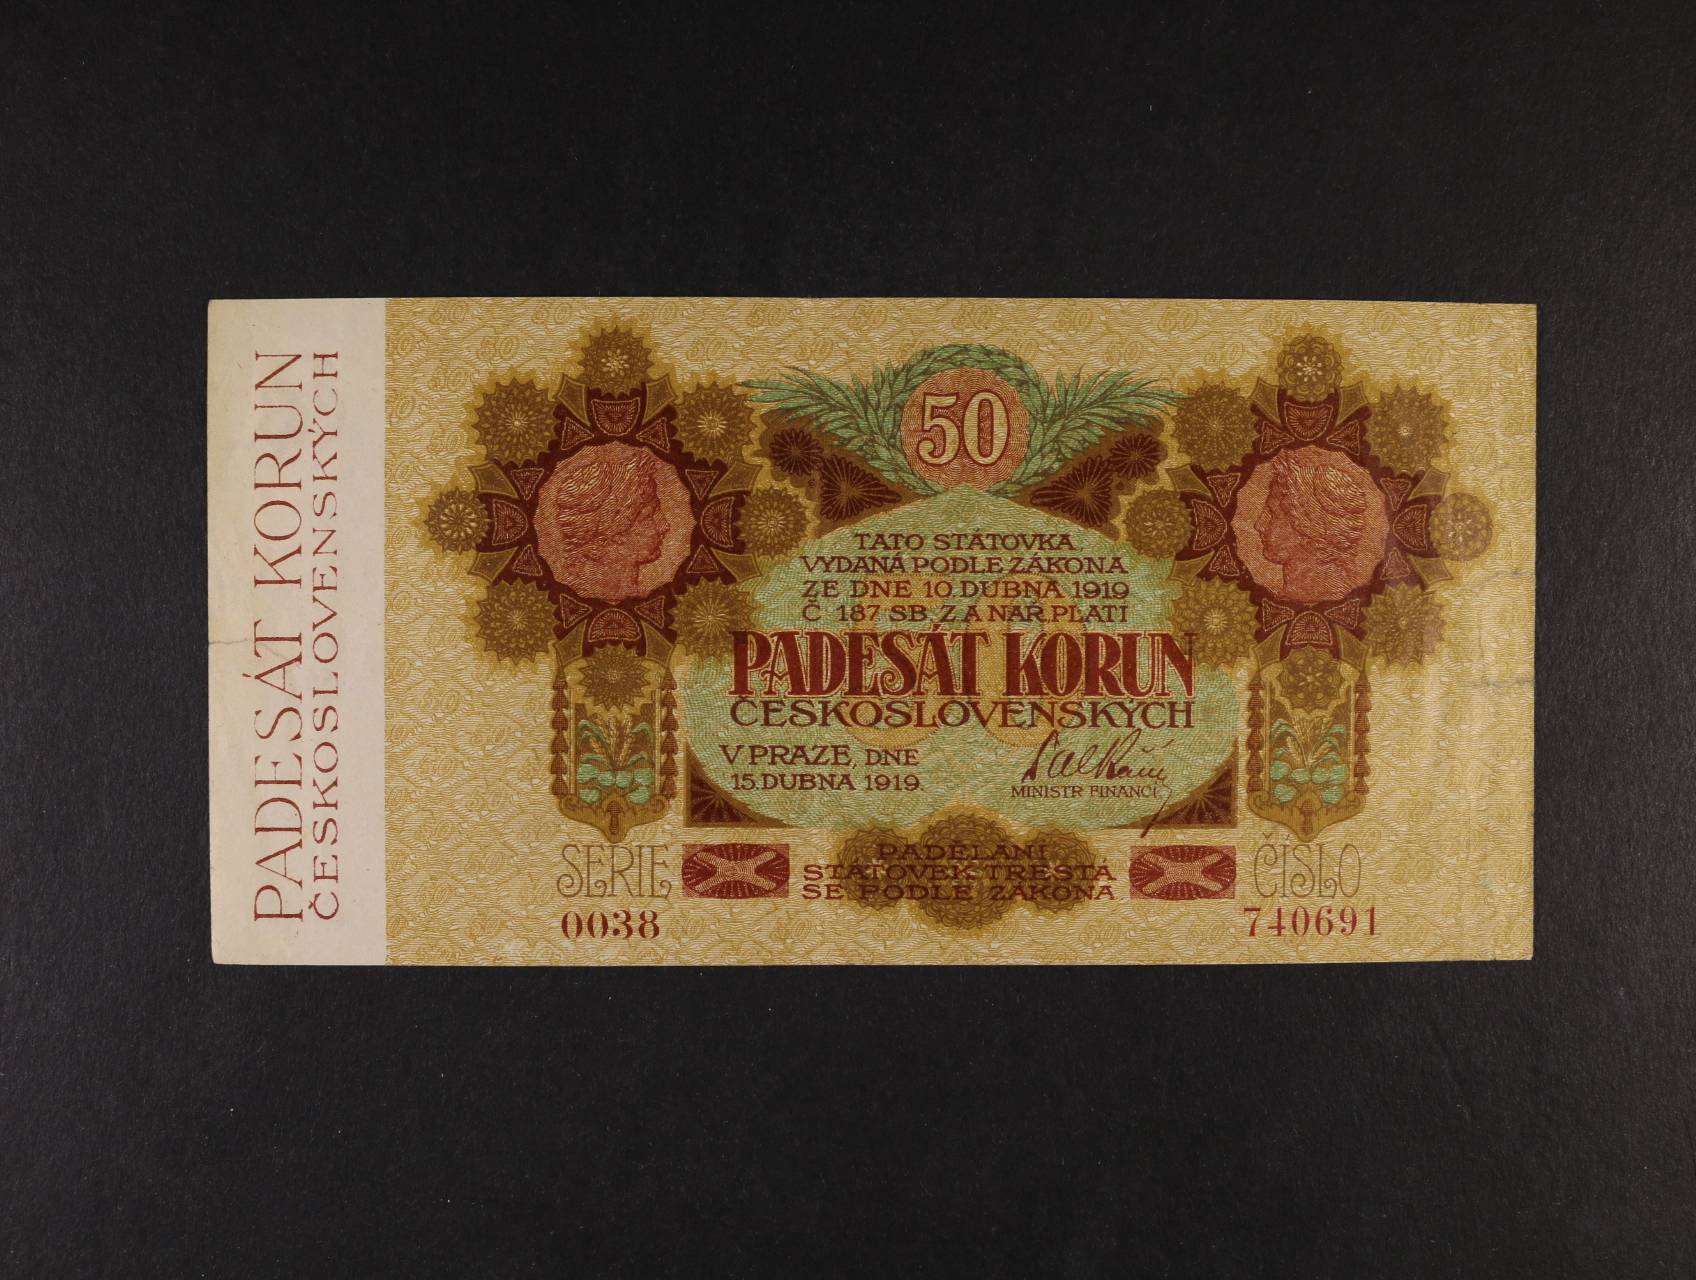 PADESÁT KORUN
ČESKOSLOVENSKÝCH
50
TATO STÁTOVKA,
VYDANÁ PODLE ZÁKONA
ZE DNE 10. DUBNA 1919
Č 187 SB. Z. A NAŘ. PLATÍ
PADESÁT KORUN
ČESKOSLOVENSKÝCH
V PRAZE, DNE
15. DUBNA 1919.
MINISTR FINANCÍ
SERIE
0038
PADĚLÁNÍ
STÁTOVEK TRESTÁ
SE PODLE ZÁKONA.
ČÍSLO
740691